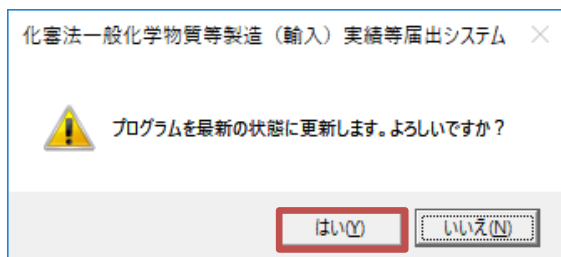 化審法一般化学物質等製造（輸入）実績等届出システム
プログラムを最新の状態に更新します。よろしいですか？
はい(Y)
いいえ(N)